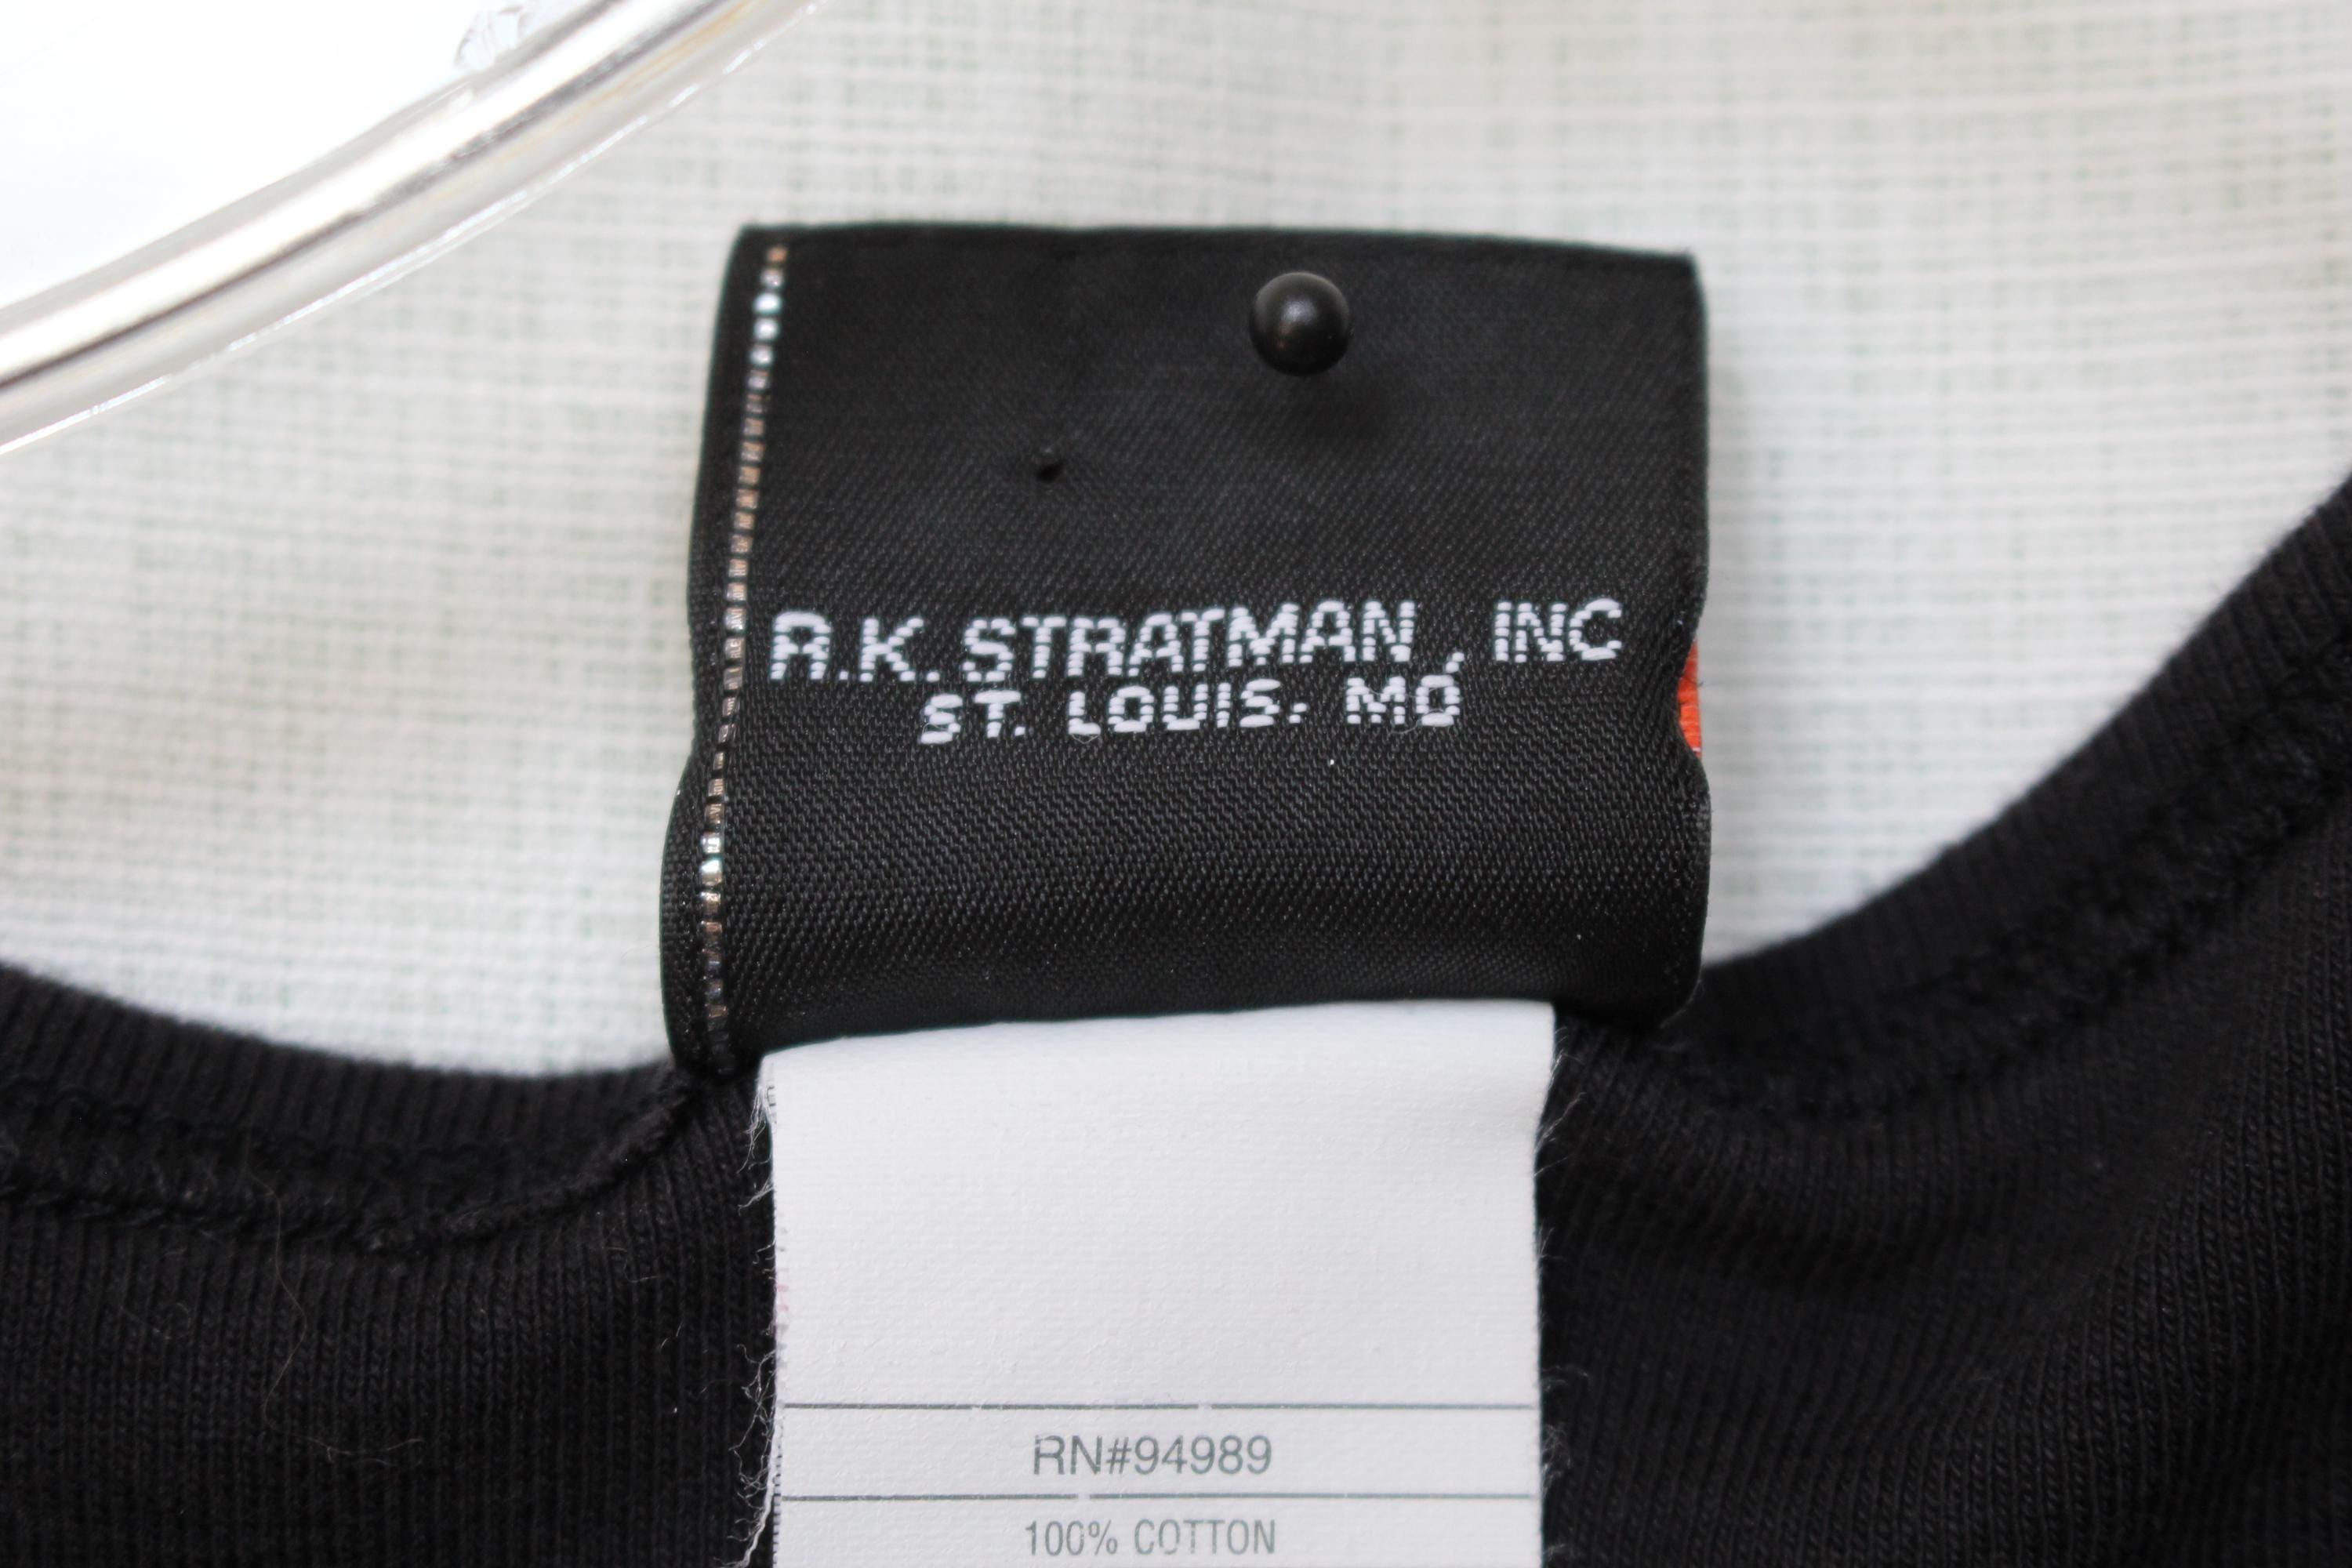 R.K. STRATMAN, INC
ST. LOUIS. MO
RN#94989
100% COTTON